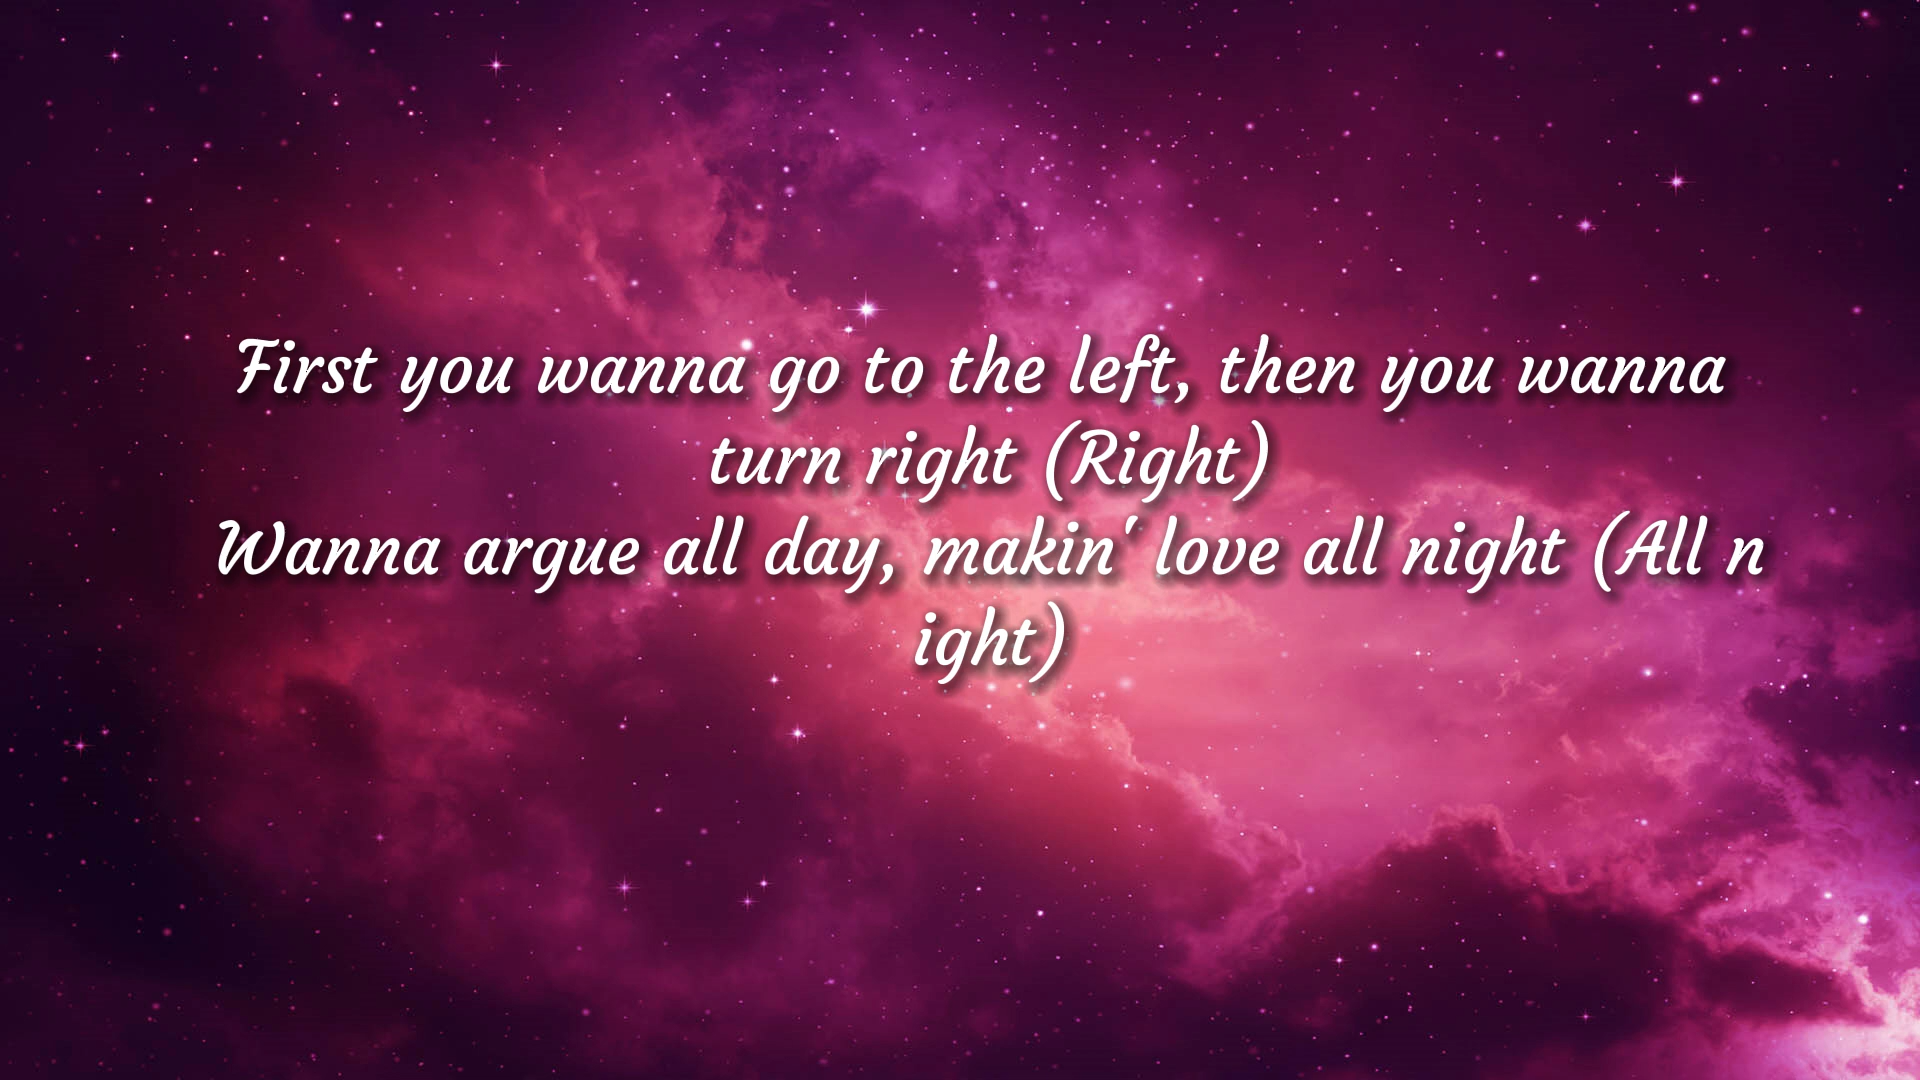 First you wanna go to the left, then you wanna
turn right (Right)
Wanna argue all day, makin' love all night (All n
ight)